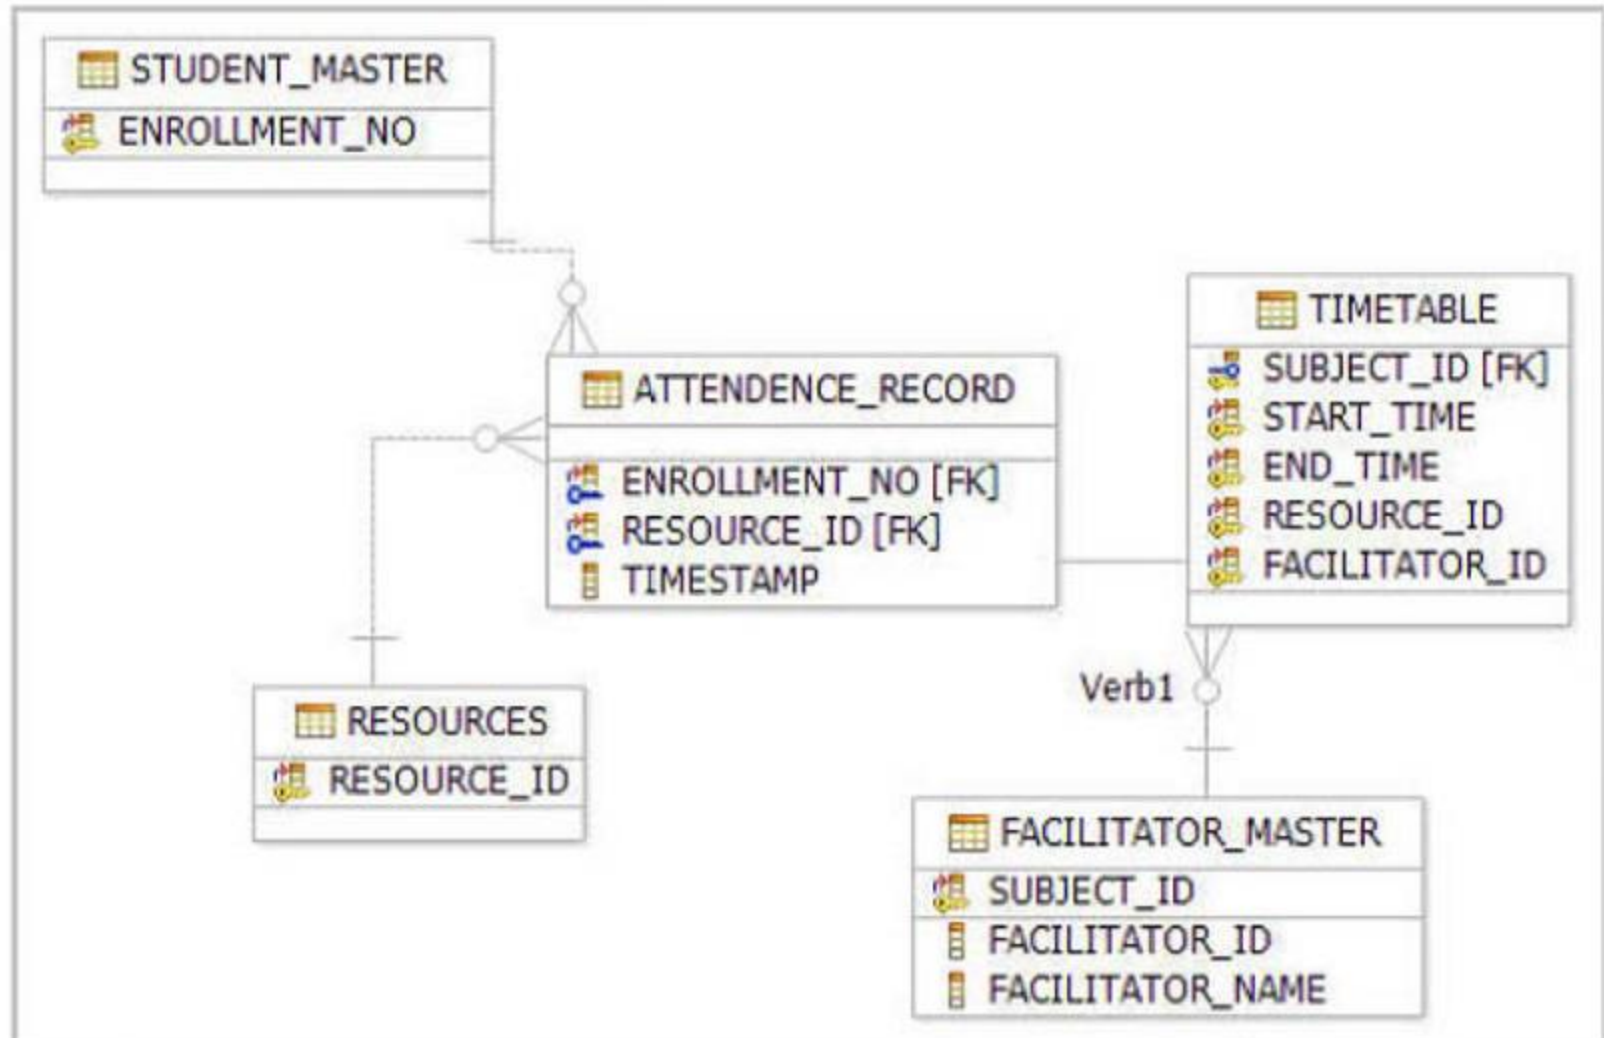 STUDENT_MASTER
ENROLLMENT_NO
ATTENDENCE_RECORD
ENROLLMENT_NO [FK]
RESOURCE_ID [FK]
TIMESTAMP
TIMETABLE
SUBJECT_ID [FK]
START_TIME
END_TIME
RESOURCE_ID
FACILITATOR_ID
Verb1
RESOURCES
RESOURCE_ID
FACILITATOR_MASTER
SUBJECT_ID
FACILITATOR_ID
FACILITATOR_NAME